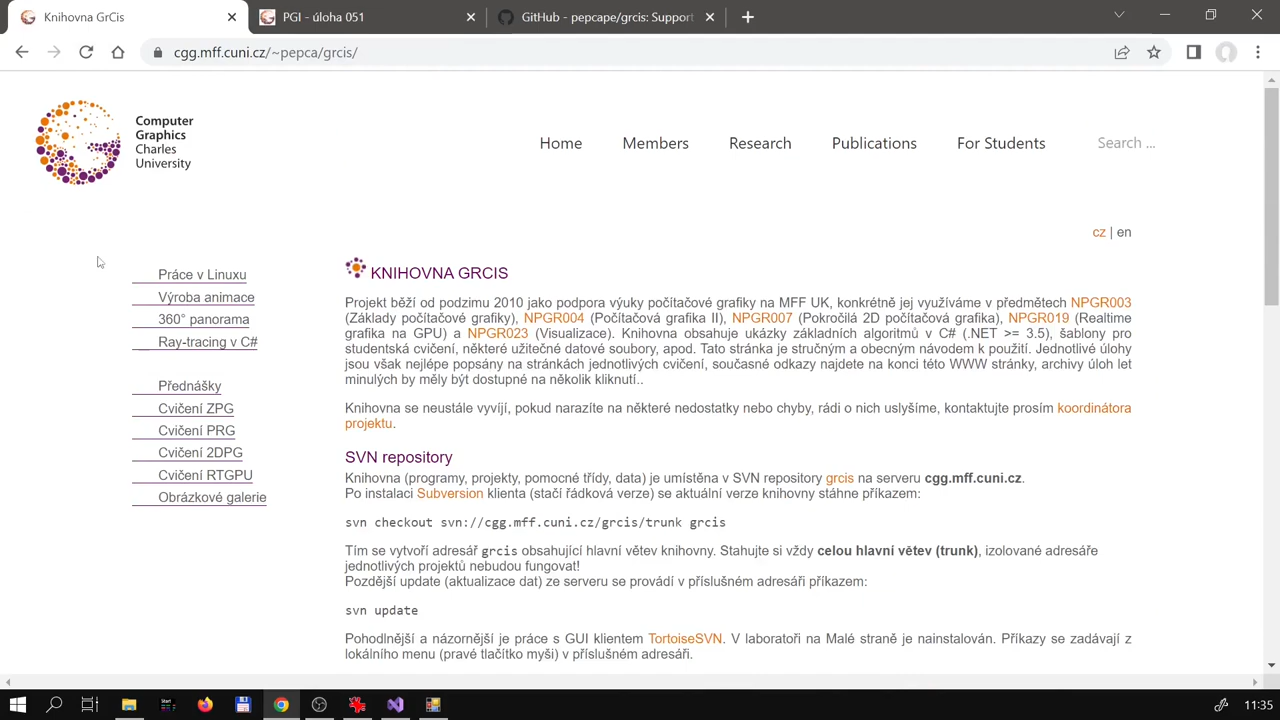 Knihovna GrCis
PGI - úloha 051
GitHub - pepcape/grcis: Support
cgg.mff.cuni.cz/~pepca/grcis/
Computer
Graphics
Charles
University
Home
Members
Research
Publications
For Students
Search ...
cz | en
Práce v Linuxu
Výroba animace
360° panorama
Ray-tracing v C#
Přednášky
Cvičení ZPG
Cvičení PRG
Cvičení 2DPG
Cvičení RTGPU
Obrázkové galerie
KNIHOVNA GRCIS
Projekt běží od podzimu 2010 jako podpora výuky počítačové grafiky na MFF UK, konkrétně jej využíváme v předmětech NPGR003
(Základy počítačové grafiky), NPGR004 (Počítačová grafika II), NPGR007 (Pokročilá 2D počítačová grafika), NPGR019 (Realtime
grafika na GPU) a NPGR023 (Visualizace). Knihovna obsahuje ukázky základních algoritmů v C# (.NET >= 3.5), šablony pro
studentská cvičení, některé užitečné datové soubory, apod. Tato stránka je stručným a obecným návodem k použití. Jednotlivé úlohy
jsou však nejlépe popsány na stránkách jednotlivých cvičení, současné odkazy najdete na konci této WWW stránky, archivy úloh let
minulých by měly být dostupné na několik kliknutí..
Knihovna se neustále vyvíjí, pokud narazíte na některé nedostatky nebo chyby, rádi o nich uslyšíme, kontaktujte prosím koordinátora
projektu.
SVN repository
Knihovna (programy, projekty, pomocné třídy, data) je umístěna v SVN repository grcis na serveru cgg.mff.cuni.cz.
Po instalaci Subversion klienta (stačí řádková verze) se aktuální verze knihovny stáhne příkazem:
svn checkout svn://cgg.mff.cuni.cz/grcis/trunk grcis
Tím se vytvoří adresář grcis obsahující hlavní větev knihovny. Stahujte si vždy celou hlavní větev (trunk), izolované adresáře
jednotlivých projektů nebudou fungovat!
Pozdější update (aktualizace dat) ze serveru se provádí v příslušném adresáři příkazem:
svn update
Pohodlnější a názornější je práce s GUI klientem TortoiseSVN. V laboratoři na Malé straně je nainstalován. Příkazy se zadávají z
lokálního menu (pravé tlačítko myši) v příslušném adresáři.
Start
11:35